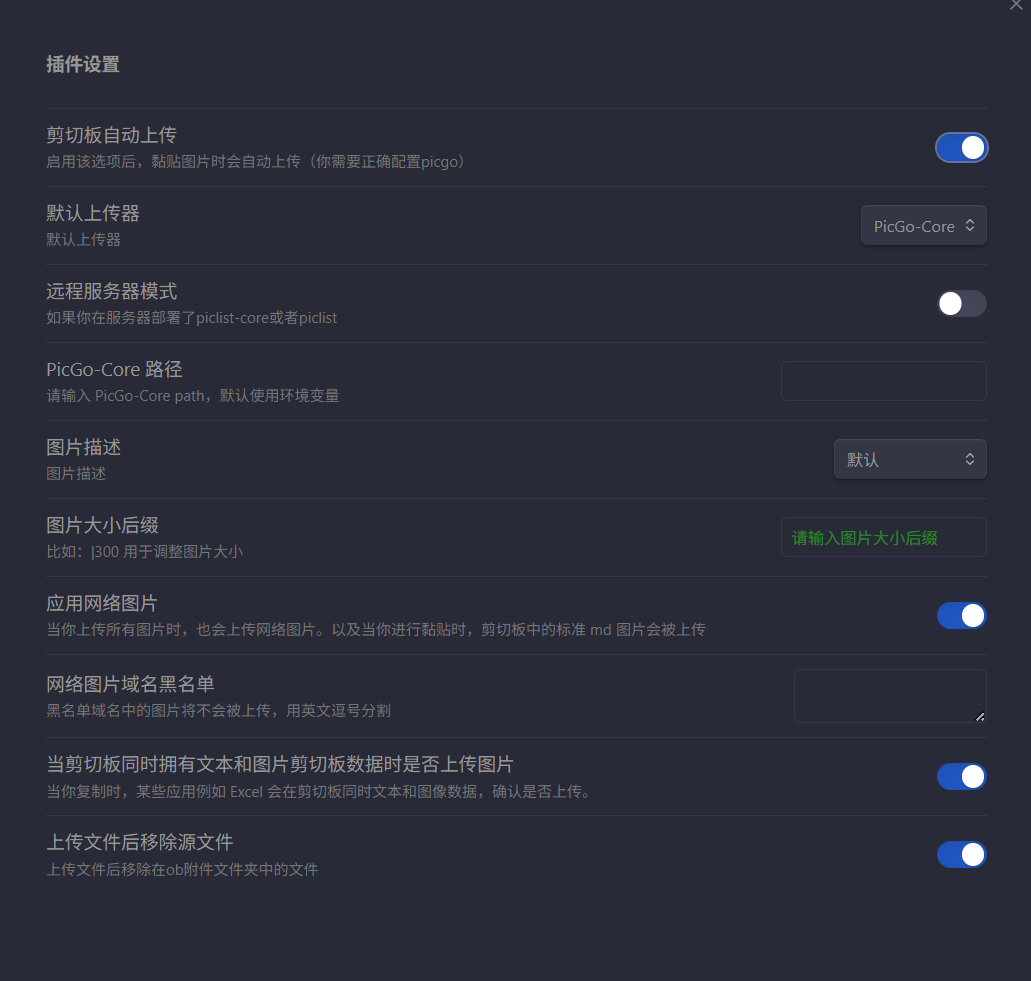 插件设置
剪切板自动上传
启用该选项后，黏贴图片时会自动上传（你需要正确配置picgo）
默认上传器
默认上传器
PicGo-Core
远程服务器模式
如果你在服务器部署了piclist-core或者piclist
PicGo-Core 路径
请输入 PicGo-Core path，默认使用环境变量
图片描述
图片描述
默认
图片大小后缀
比如：|300 用于调整图片大小
请输入图片大小后缀
应用网络图片
当你上传所有图片时，也会上传网络图片。以及当你进行黏贴时，剪切板中的标准 md 图片会被上传
网络图片域名黑名单
黑名单域名中的图片将不会被上传，用英文逗号分割
当剪切板同时拥有文本和图片剪切板数据时是否上传图片
当你复制时，某些应用例如 Excel 会在剪切板同时文本和图像数据，确认是否上传。
上传文件后移除源文件
上传文件后移除在ob附件文件夹中的文件